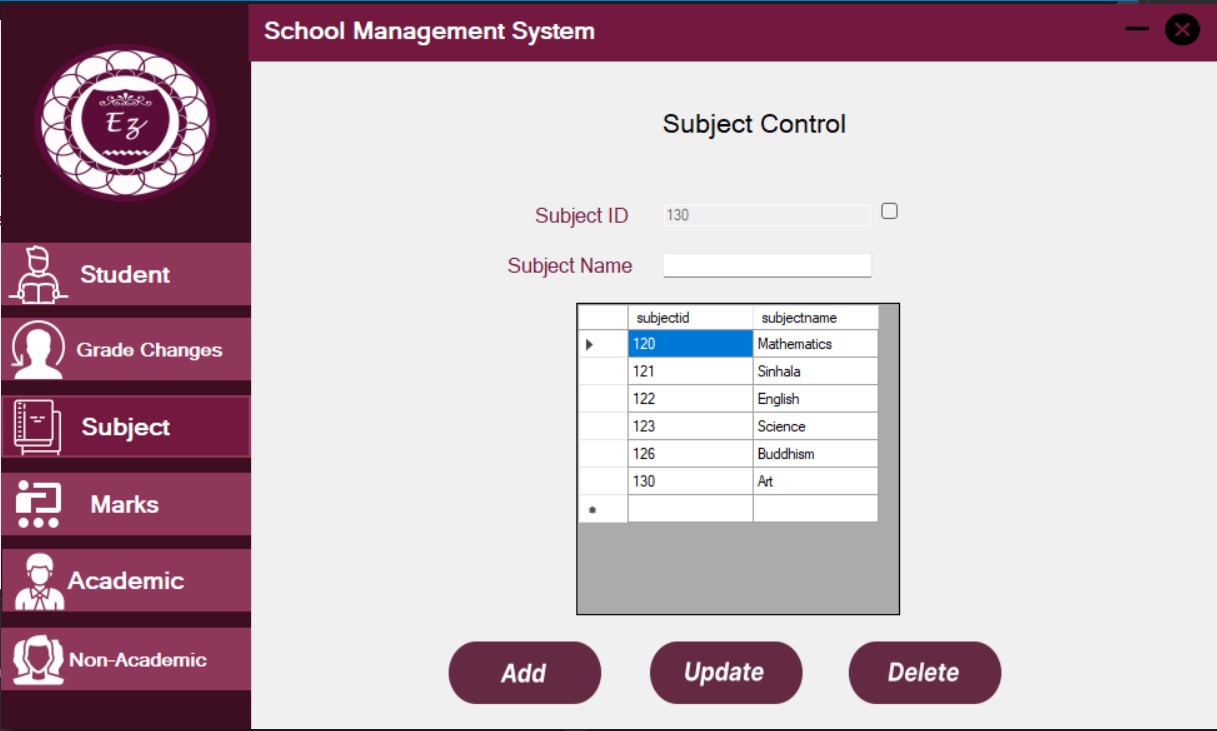 School Management System
Ez
Subject Control
Subject ID 130
Subject Name
subjectid subjectname
120 Mathematics
121 Sinhala
122 English
123 Science
126 Buddhism
130 Art
Student
Grade Changes
Subject
Marks
Academic
Non-Academic
Add Update Delete